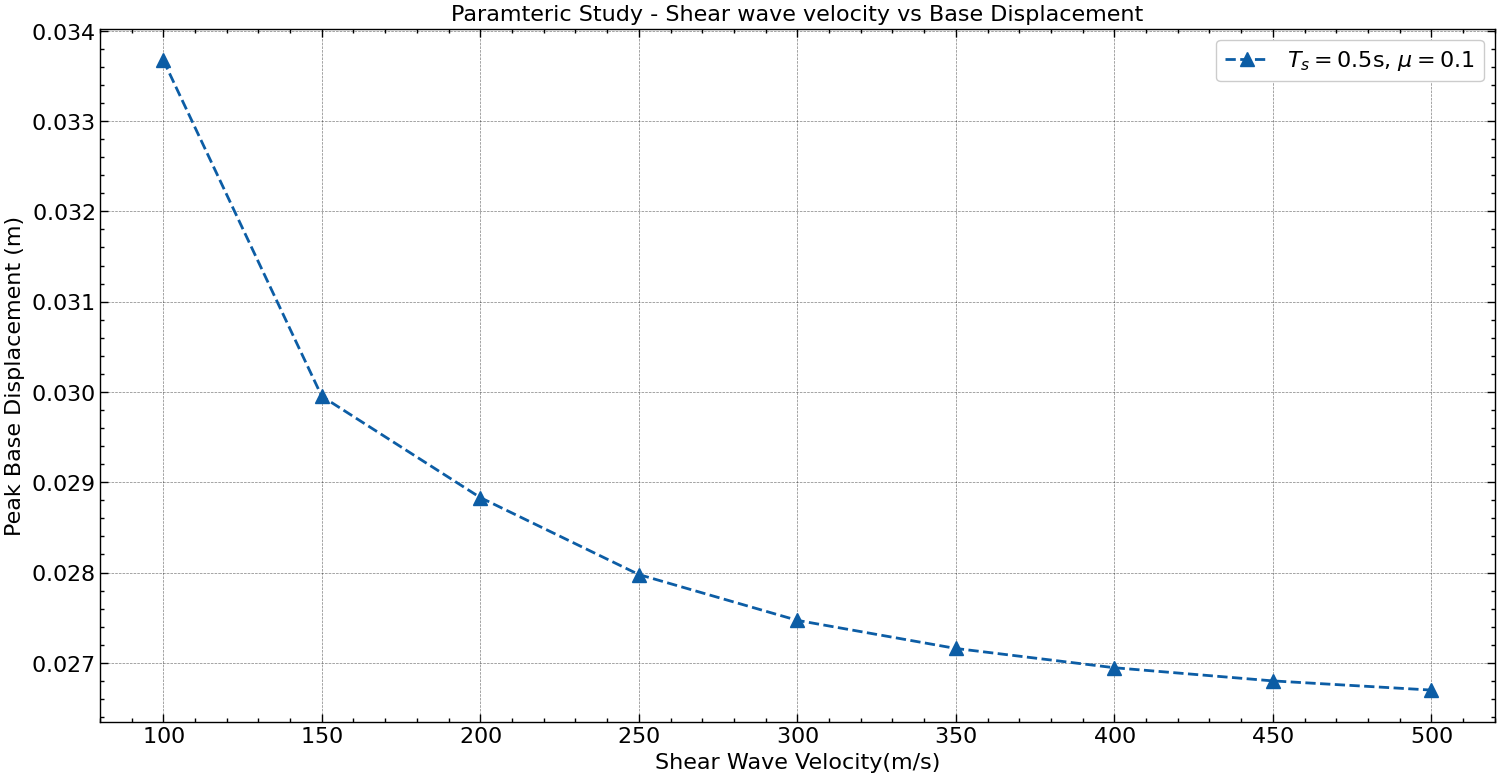 Paramteric Study - Shear wave velocity vs Base Displacement
T_s = 0.5s, μ = 0.1
Peak Base Displacement (m)
0.034
0.033
0.032
0.031
0.030
0.029
0.028
0.027
100 150 200 250 300 350 400 450 500
Shear Wave Velocity(m/s)